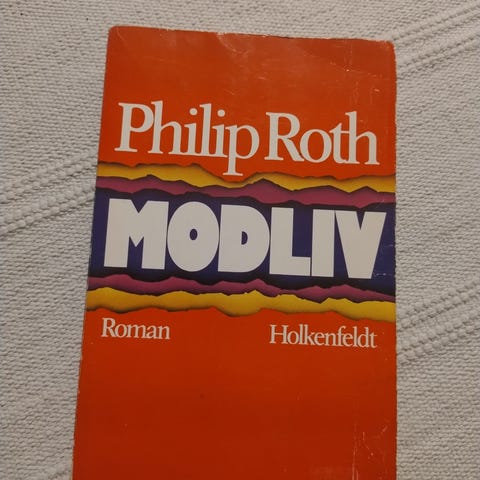 Philip Roth
MODLIV
Roman Holkenfeldt